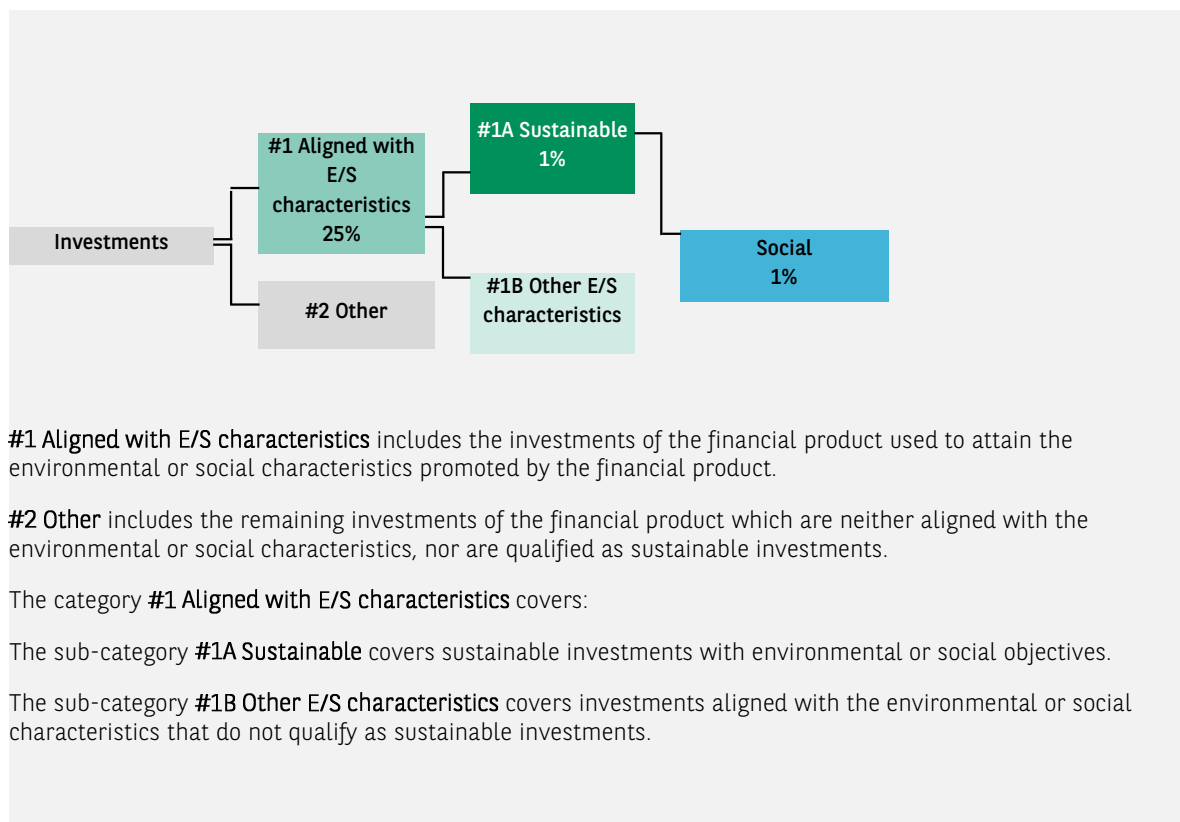 #1A Sustainable
1%
#1 Aligned with
E/S
characteristics
25%
Investments
Social
1%
#1B Other E/S
characteristics
#2 Other
#1 Aligned with E/S characteristics includes the investments of the financial product used to attain the
environmental or social characteristics promoted by the financial product.
#2 Other includes the remaining investments of the financial product which are neither aligned with the
environmental or social characteristics, nor are qualified as sustainable investments.
The category #1 Aligned with E/S characteristics covers:
The sub-category #1A Sustainable covers sustainable investments with environmental or social objectives.
The sub-category #1B Other E/S characteristics covers investments aligned with the environmental or social
characteristics that do not qualify as sustainable investments.